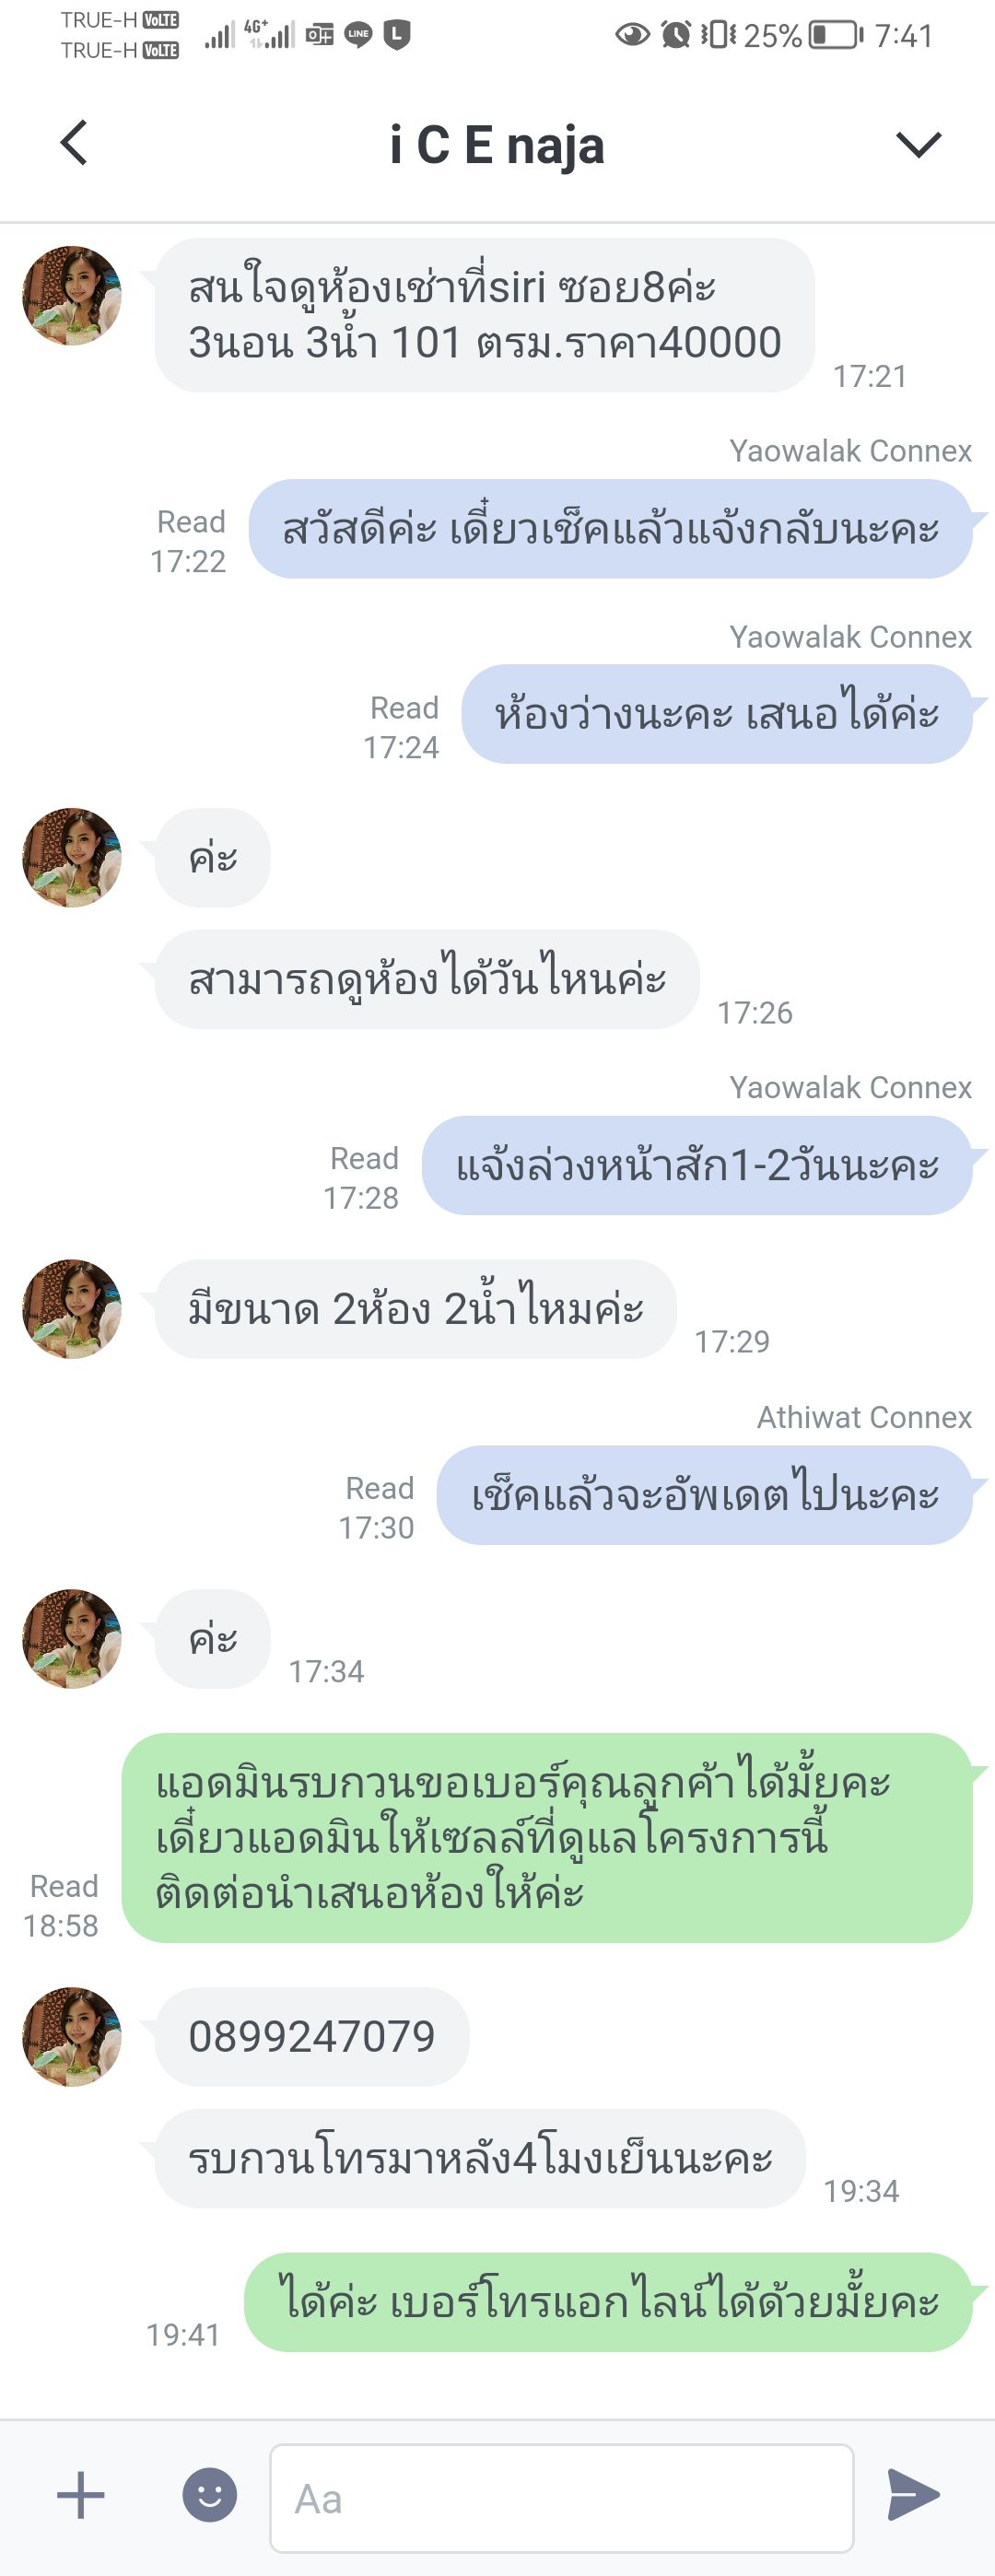 TRUE-H VoLTE
TRUE-H VoLTE
4G+
LINE
L
25%
7:41
i C E naja
สนใจดูห้องเช่าที่siri ซอย8ค่ะ
3นอน 3น้ำ 101 ตรม.ราคา40000
17:21
Yaowalak Connex
Read
17:22
สวัสดีค่ะ เดี๋ยวเช็คแล้วแจ้งกลับนะคะ
Yaowalak Connex
Read
17:24
ห้องว่างนะคะ เสนอได้ค่ะ
ค่ะ
สามารถดูห้องได้วันไหนค่ะ
17:26
Yaowalak Connex
Read
17:28
แจ้งล่วงหน้าสัก1-2วันนะคะ
มีขนาด 2ห้อง 2น้ำไหมค่ะ
17:29
Athiwat Connex
Read
17:30
เช็คแล้วจะอัพเดตไปนะคะ
ค่ะ
17:34
แอดมินรบกวนขอเบอร์คุณลูกค้าได้มั้ยคะ
เดี๋ยวแอดมินให้เซลล์ที่ดูแลโครงการนี้
ติดต่อนำเสนอห้องให้ค่ะ
Read
18:58
0899247079
รบกวนโทรมาหลัง4โมงเย็นนะคะ
19:34
ได้ค่ะ เบอร์โทรแอดไลน์ได้ด้วยมั้ยคะ
19:41
Aa